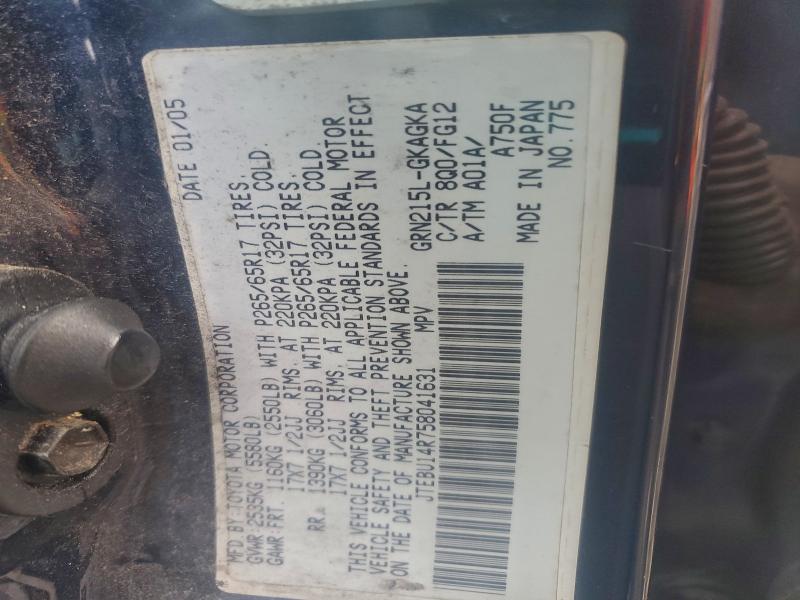 MFD BY: TOYOTA MOTOR CORPORATION DATE 01/05
GVWR: 2535KG (5580LB)
GAWR: FRT. 1160KG (2550LB) WITH P265/65R17 TIRES,
17X7 1/2JJ RIMS, AT 220KPA (32PSI) COLD.
RR. 1390KG (3060LB) WITH P265/65R17 TIRES,
17X7 1/2JJ RIMS, AT 220KPA (32PSI) COLD.
THIS VEHICLE CONFORMS TO ALL APPLICABLE FEDERAL MOTOR
VEHICLE SAFETY AND THEFT PREVENTION STANDARDS IN EFFECT
ON THE DATE OF MANUFACTURE SHOWN ABOVE.
JTEBU14R758041631 MPV GRN215L-GKAGKA
C/TR 8Q0/FG12
A/TM A01A/
A750F
MADE IN JAPAN
NO.775